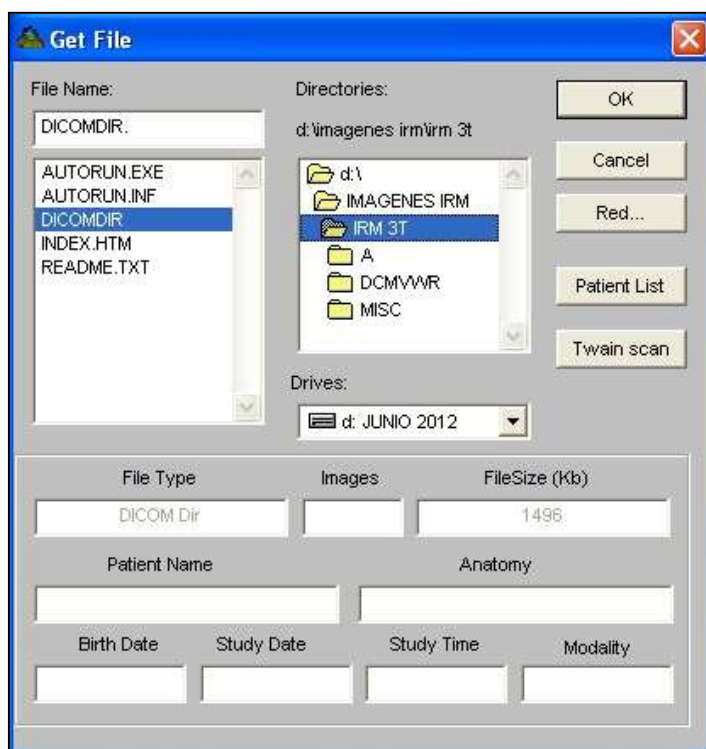 Get File
File Name:
DICOMDIR.
AUTORUN.EXE
AUTORUN.INF
DICOMDIR
INDEX.HTM
README.TXT
Directories:
d:\imagenes irm\irm 3t
d:\
IMAGENES IRM
IRM 3T
A
DCMVWR
MISC
Drives:
d: JUNIO 2012
OK
Cancel
Red...
Patient List
Twain scan
File Type
Images
FileSize (Kb)
DICOM Dir
1496
Patient Name
Anatomy
Birth Date
Study Date
Study Time
Modality